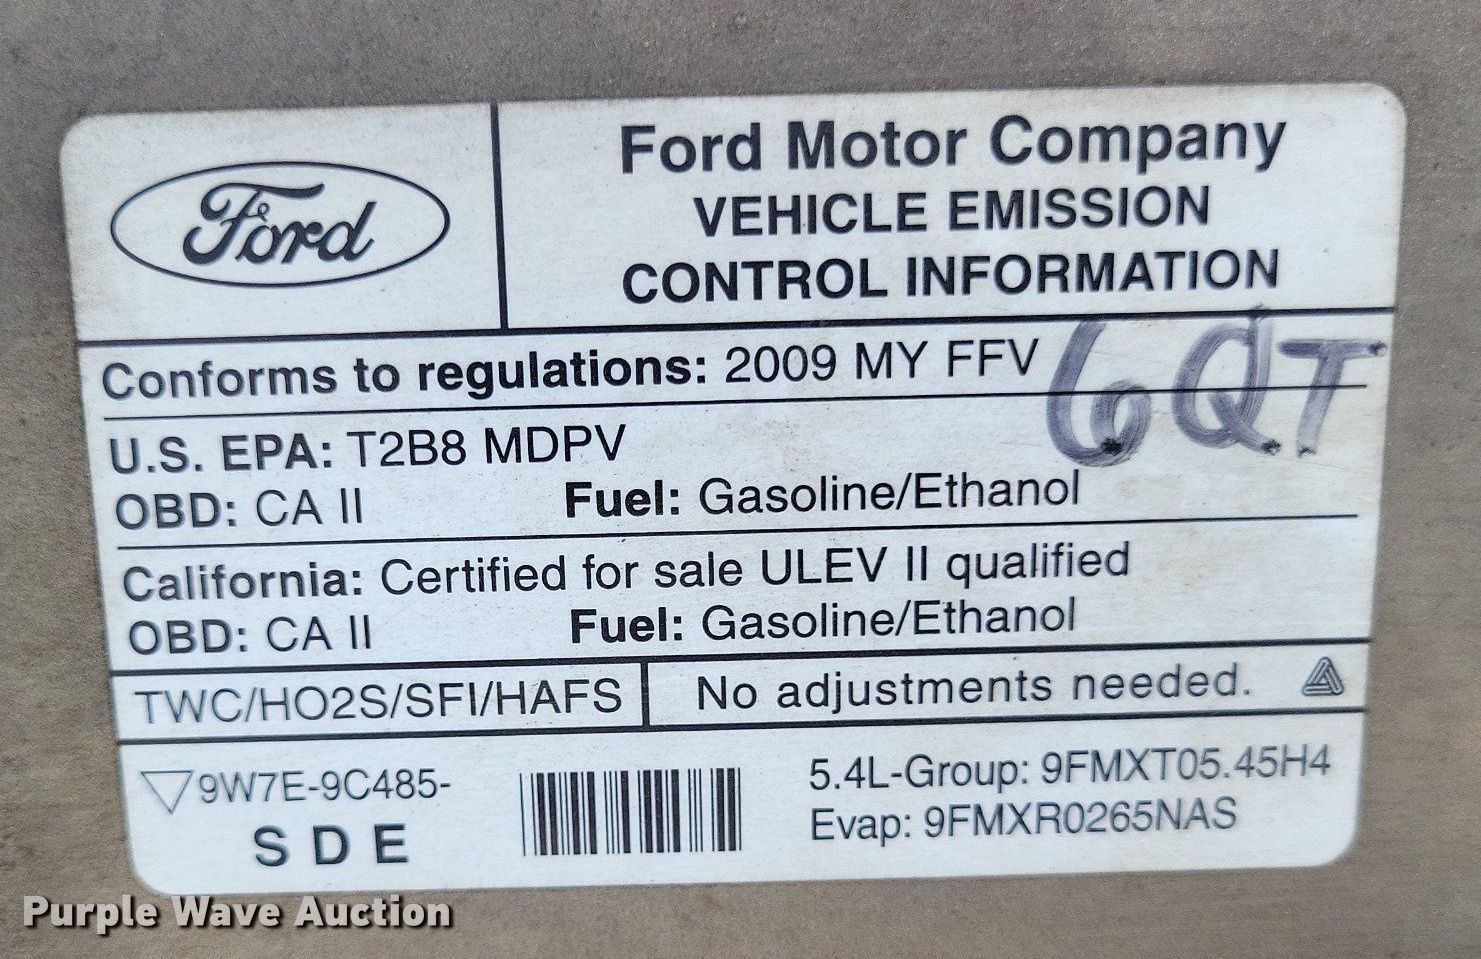 Ford
Ford Motor Company
VEHICLE EMISSION
CONTROL INFORMATION
Conforms to regulations: 2009 MY FFV
6QT
U.S. EPA: T2B8 MDPV
OBD: CA II Fuel: Gasoline/Ethanol
California: Certified for sale ULEV II qualified
OBD: CA II Fuel: Gasoline/Ethanol
TWC/HO2S/SFI/HAFS
No adjustments needed.
9W7E-9C485-
S D E
5.4L-Group: 9FMXT05.45H4
Evap: 9FMXR0265NAS
Purple Wave Auction